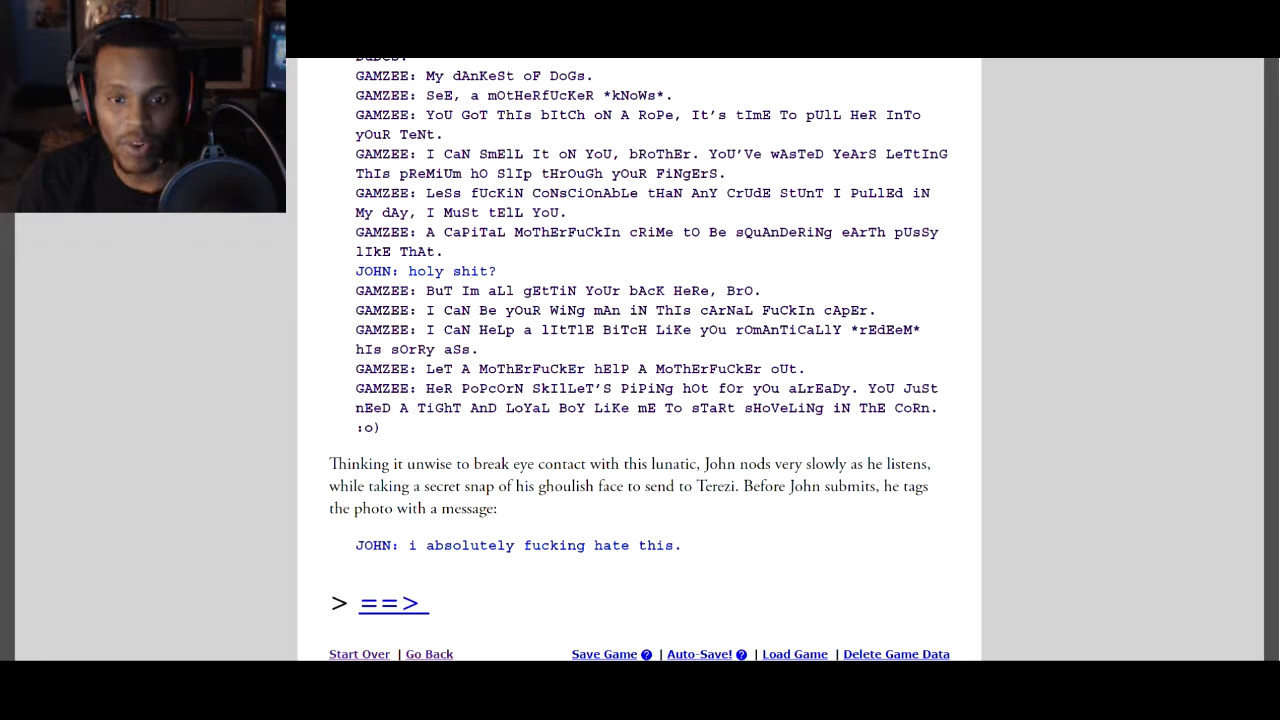 GAMZEE: My dAnKeSt oF DoGs.
GAMZEE: SeE, a mOtHeRfUcKeR *kNoWs*.
GAMZEE: YoU GoT ThIs bItCh oN A RoPe, It's tImE To pUlL HeR InTo
yOuR TeNt.
GAMZEE: I CaN SmElL It oN YoU, bRoThEr. YoU'Ve wAsTeD YeArS LeTtInG
ThIs pReMiUm hO SlIp tHrOuGh yOuR FiNgErS.
GAMZEE: LeSs fUcKiN CoNsCiOnAbLe tHaN AnY CrUdE StUnT I PuLlEd iN
My dAy, I MuSt tElL YoU.
GAMZEE: A CaPiTaL MoThErFuCkIn cRiMe tO Be sQuAnDeRiNg eArTh pUsSy
lIkE ThAt.
JOHN: holy shit?
GAMZEE: BuT Im aLl gEtTiN YoUr bAcK HeRe, BrO.
GAMZEE: I CaN Be yOuR WiNg mAn iN ThIs cArNaL FuCkIn cApEr.
GAMZEE: I CaN HeLp a lItTlE BiTcH LiKe yOu rOmAnTiCaLlY *rEdEeM*
hIs sOrRy aSs.
GAMZEE: LeT A MoThErFuCkEr hElP A MoThErFuCkEr oUt.
GAMZEE: HeR PoPcOrN SkIlLeT'S PiPiNg hOt fOr yOu aLrEaDy. YoU JuSt
nEeD A TiGhT AnD LoYaL BoY LiKe mE To sTaRt sHoVeLiNg iN ThE CoRn.
:o)
Thinking it unwise to break eye contact with this lunatic, John nods very slowly as he listens,
while taking a secret snap of his ghoulish face to send to Terezi. Before John submits, he tags
the photo with a message:
JOHN: i absolutely fucking hate this.
> ==>
Start Over | Go Back Save Game ? | Auto-Save! ? | Load Game | Delete Game Data